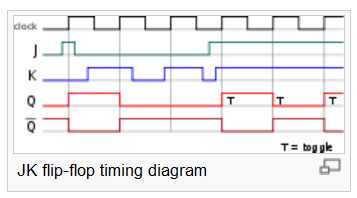 clock
J
K
Q
T T T
Q̅
T = toggle
JK flip-flop timing diagram